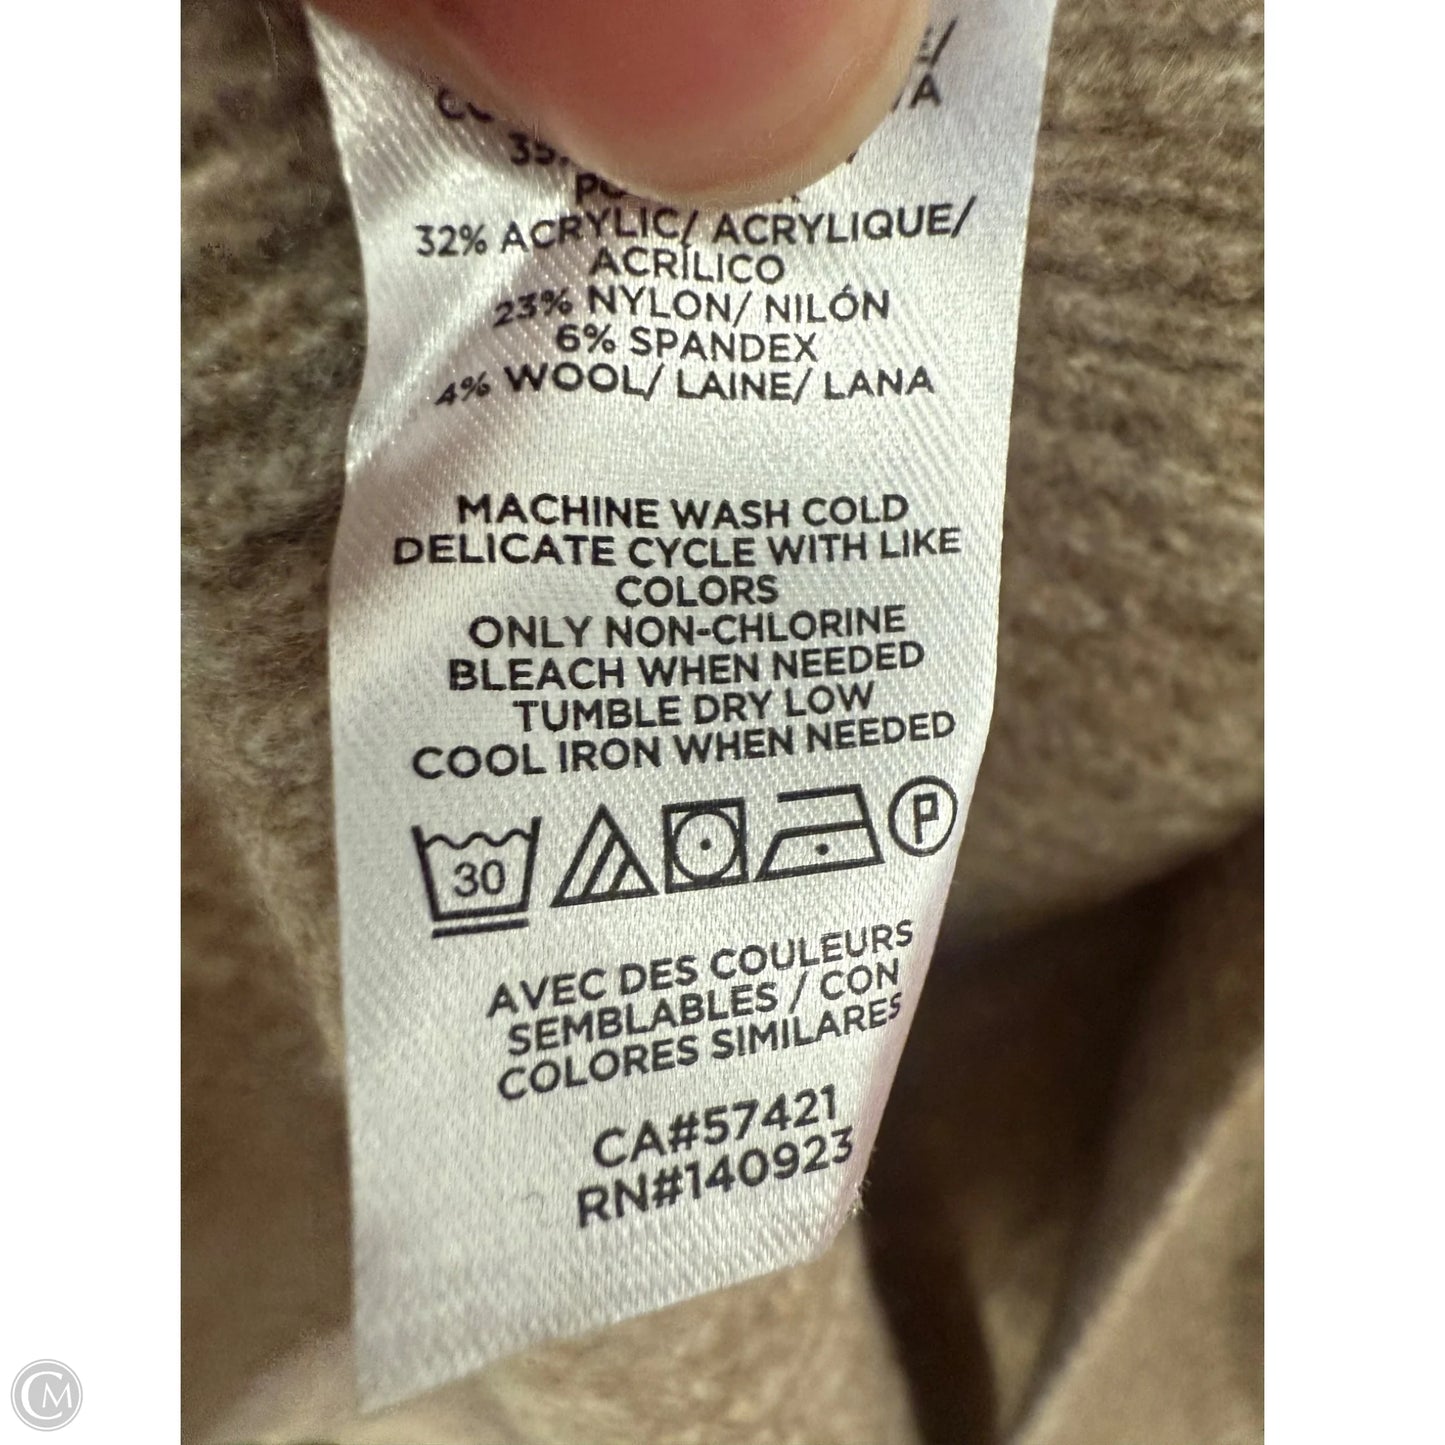 32% ACRYLIC/ ACRYLIQUE/
ACRÍLICO
23% NYLON/ NILÓN
6% SPANDEX
4% WOOL/ LAINE/ LANA
MACHINE WASH COLD
DELICATE CYCLE WITH LIKE
COLORS
ONLY NON-CHLORINE
BLEACH WHEN NEEDED
TUMBLE DRY LOW
COOL IRON WHEN NEEDED
30 P
AVEC DES COULEURS
SEMBLABLES / CON
COLORES SIMILARES
CA#57421
RN#140923
CM